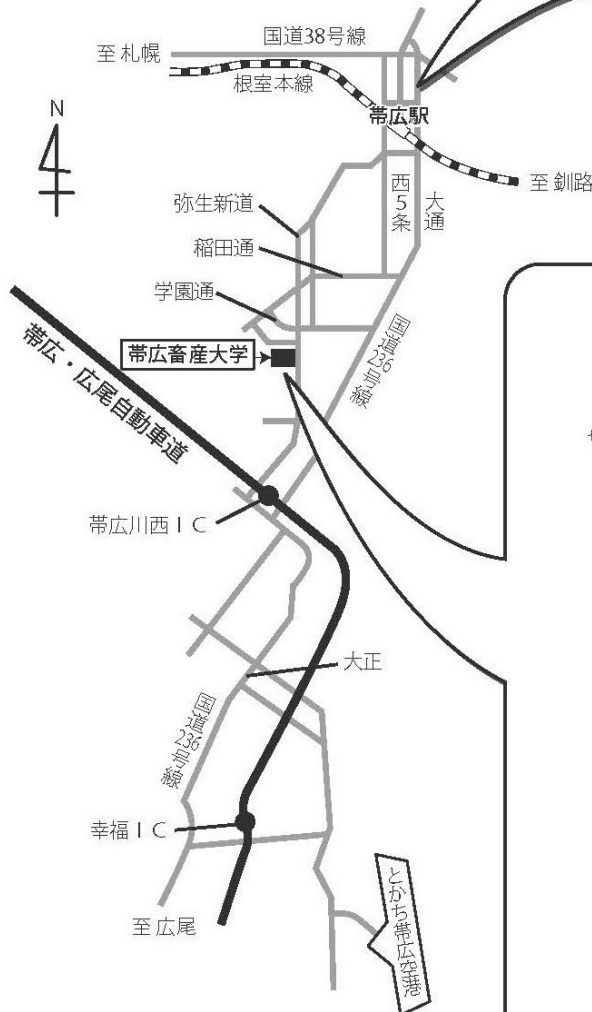 国道38号線
至 札幌
根室本線
N
帯広駅
至 釧路
西5条
大通
弥生新道
稲田通
学園通
国道236号線
帯広畜産大学
帯広・広尾自動車道
帯広川西ＩＣ
大正
国道236号線
幸福ＩＣ
至 広尾
とかち帯広空港